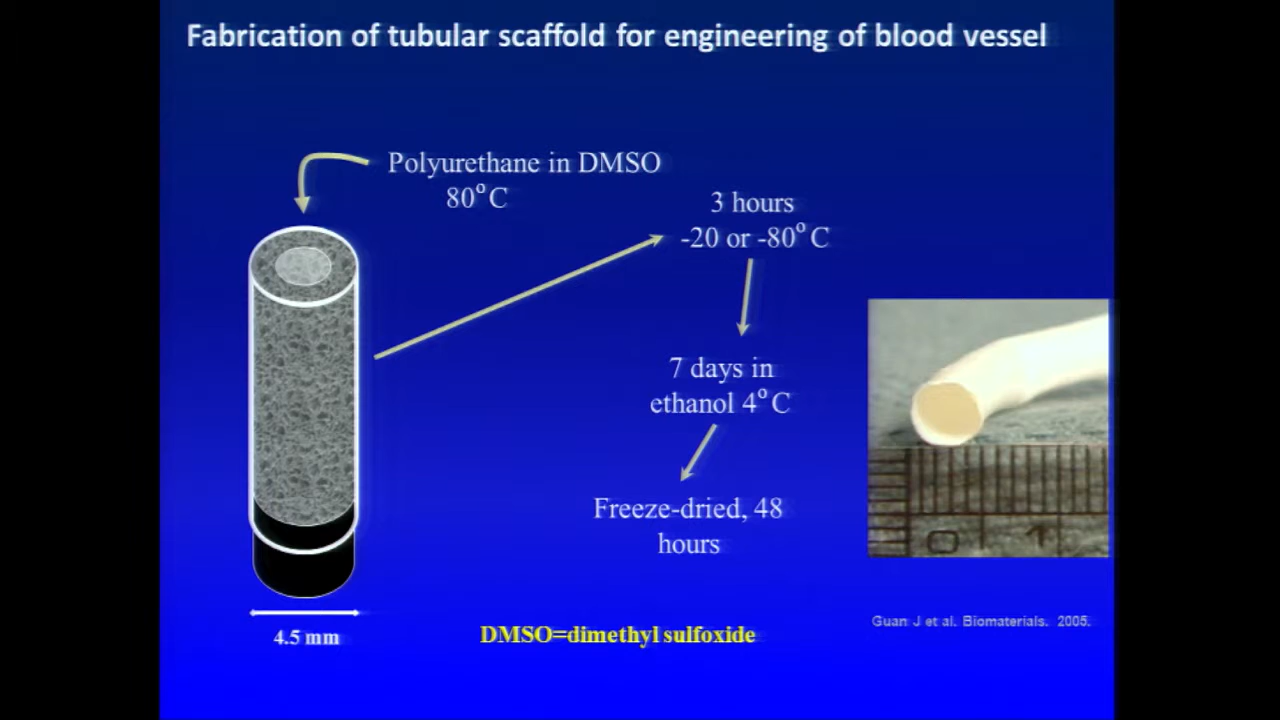 Fabrication of tubular scaffold for engineering of blood vessel
Polyurethane in DMSO
80°C
3 hours
-20 or -80°C
7 days in
ethanol 4°C
Freeze-dried, 48
hours
0 1
4.5 mm
DMSO=dimethyl sulfoxide
Guan J et al. Biomaterials. 2005.